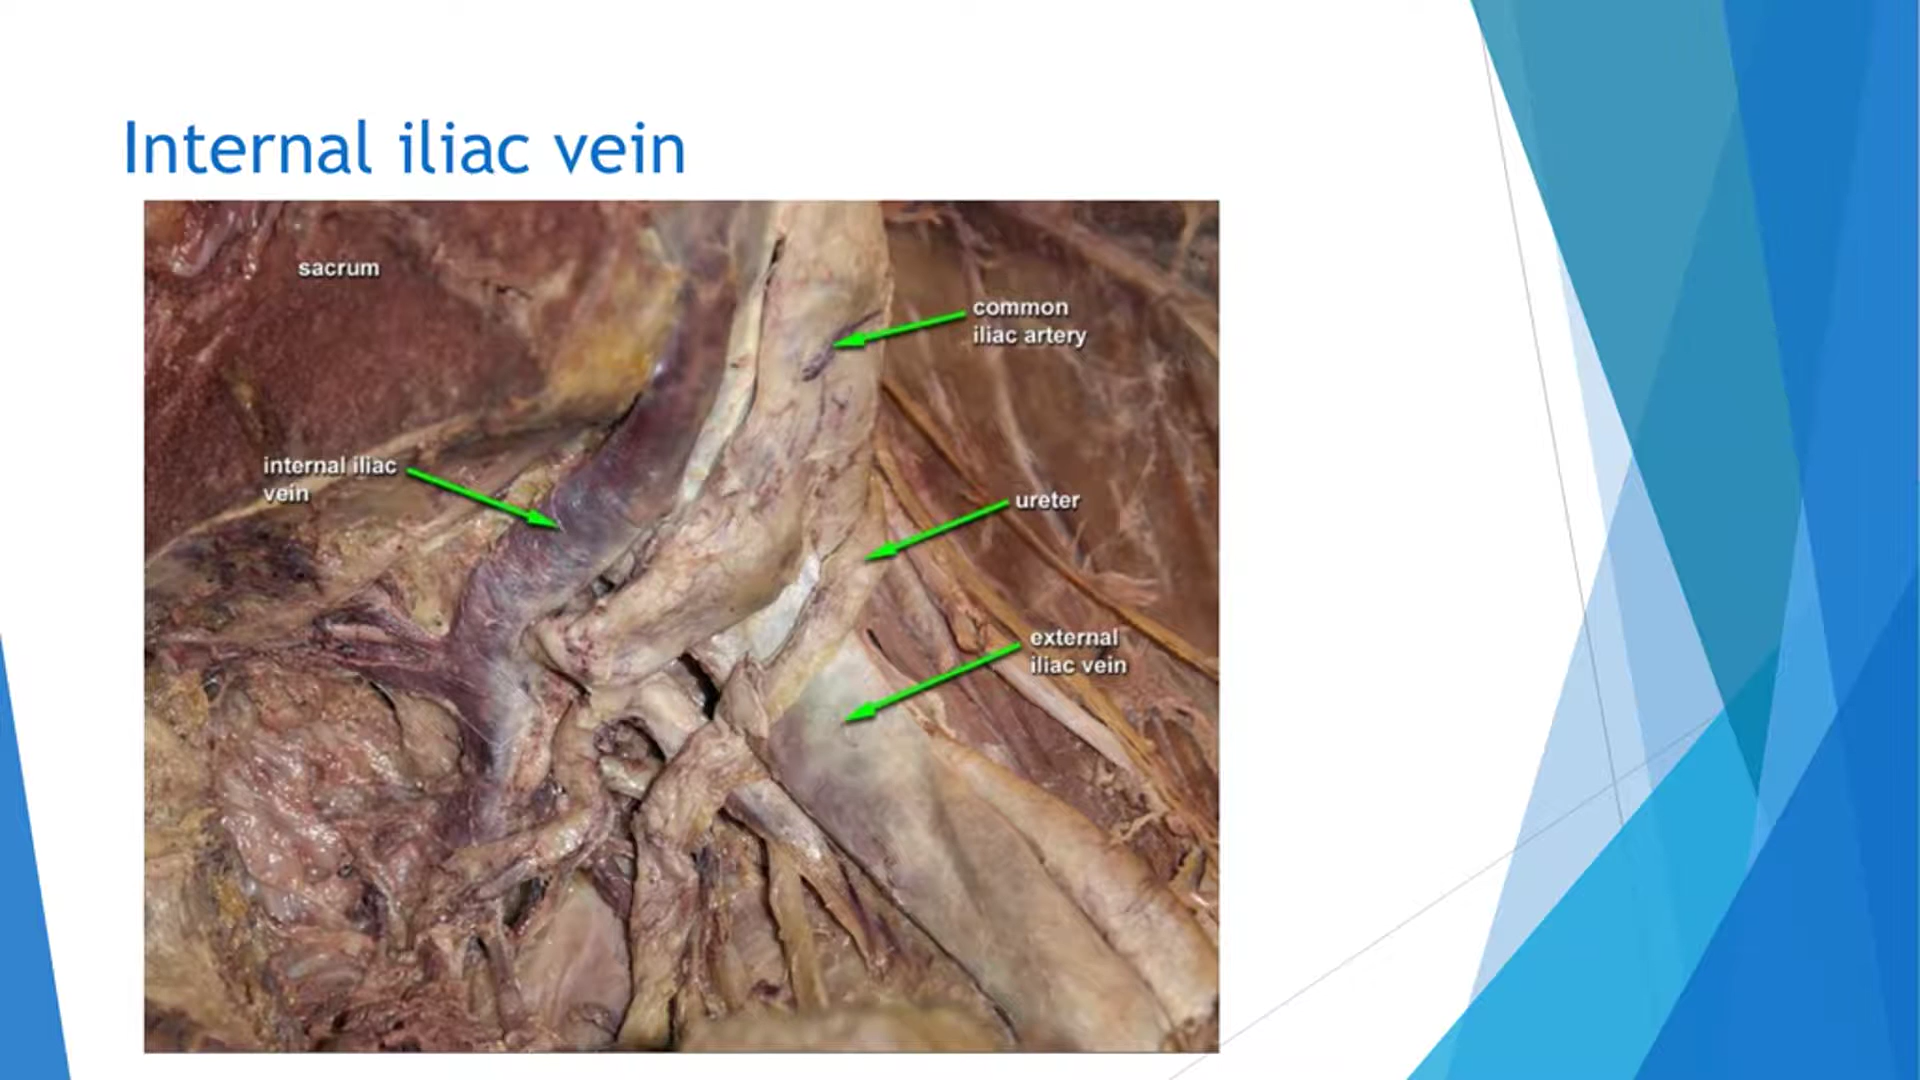 Internal iliac vein
sacrum
common
iliac artery
internal iliac
vein
ureter
external
iliac vein